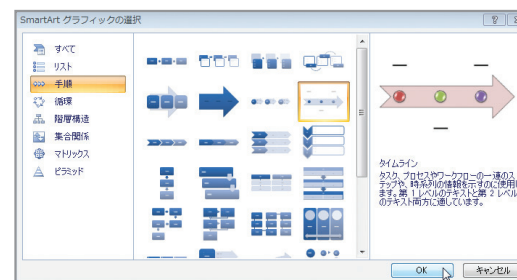 SmartArt グラフィックの選択
すべて
リスト
手順
循環
階層構造
集合関係
マトリックス
ピラミッド
タイムライン
タスク、プロセスやワークフローの一連のス
テップや、時系列の情報を示すのに使用し
ます。第 1 レベルのテキストと第 2 レベル
のテキスト両方に適しています。
OK
キャンセル